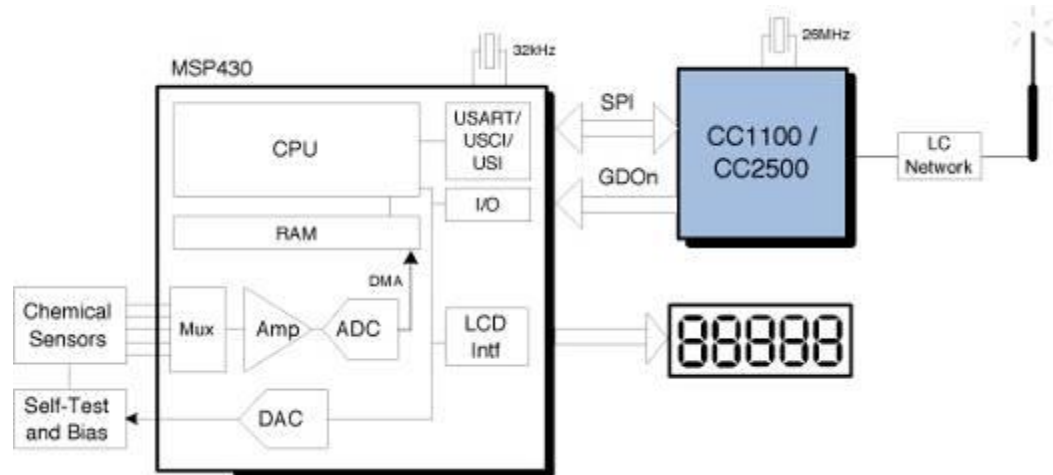 MSP430
32kHz
26MHz
CPU
USART/
USCI/
USI
SPI
CC1100 /
CC2500
LC
Network
GDOn
I/O
RAM
DMA
Chemical
Sensors
Mux
Amp
ADC
LCD
Intf
88888
Self-Test
and Bias
DAC